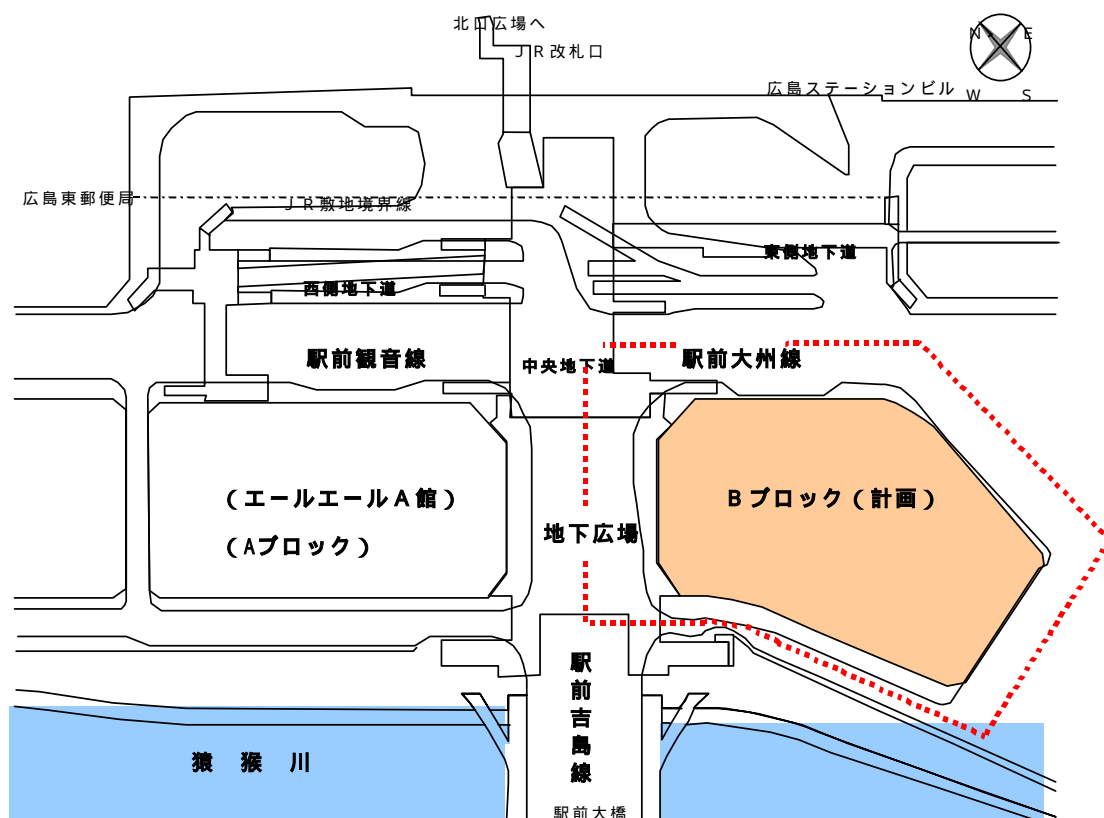 北口広場へ
JR改札口
N E
W S
広島ステーションビル
広島東郵便局
JR敷地境界線
東側地下道
西側地下道
駅前観音線
中央地下道
駅前大州線
(エールエールA館)
(Aブロック)
Bブロック(計画)
地下広場
駅前吉島線
猿猴川
駅前大橋